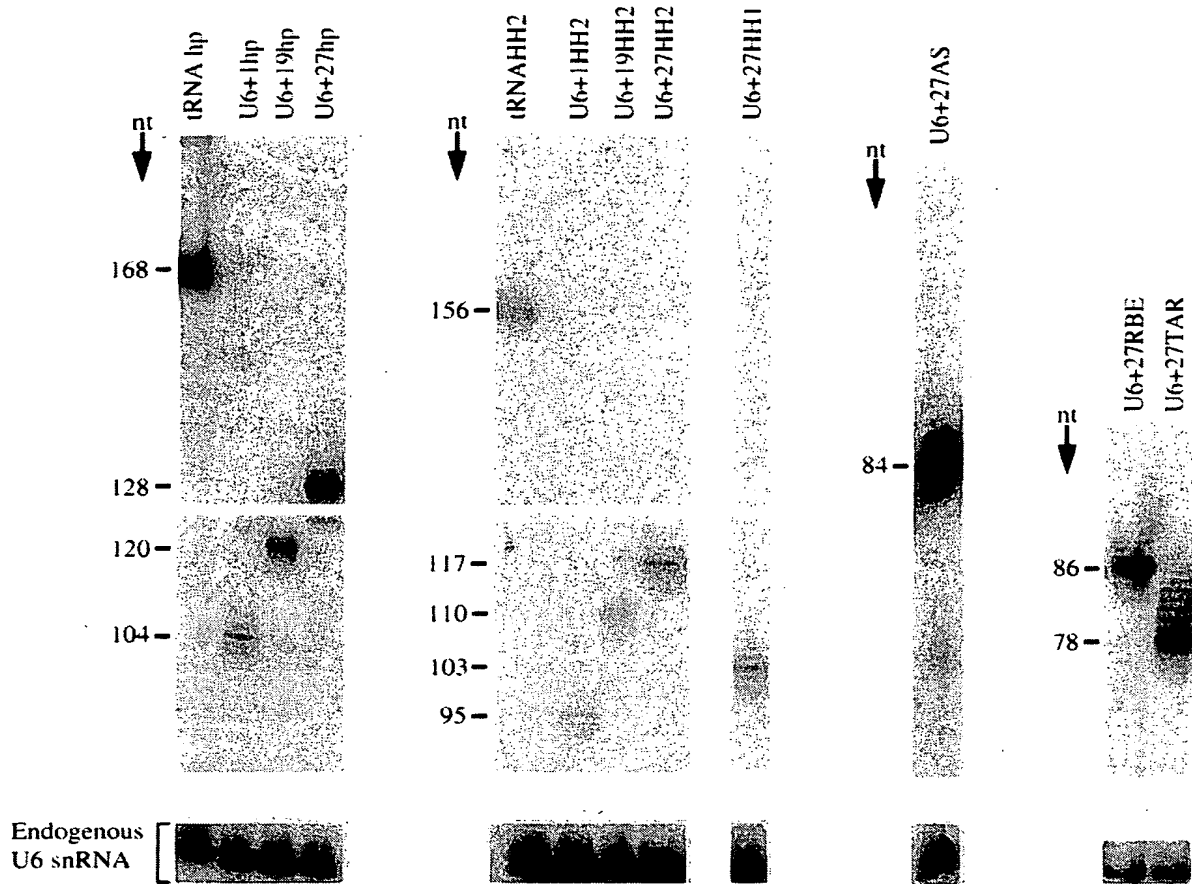 tRNA hp
U6+1hp
U6+19hp
U6+27hp
nt
168
128
120
104
tRNAHH2
U6+1HH2
U6+19HH2
U6+27HH2
U6+27HH1
nt
156
117
110
103
95
U6+27AS
nt
84
U6+27RBE
U6+27TAR
nt
86
78
Endogenous
U6 snRNA